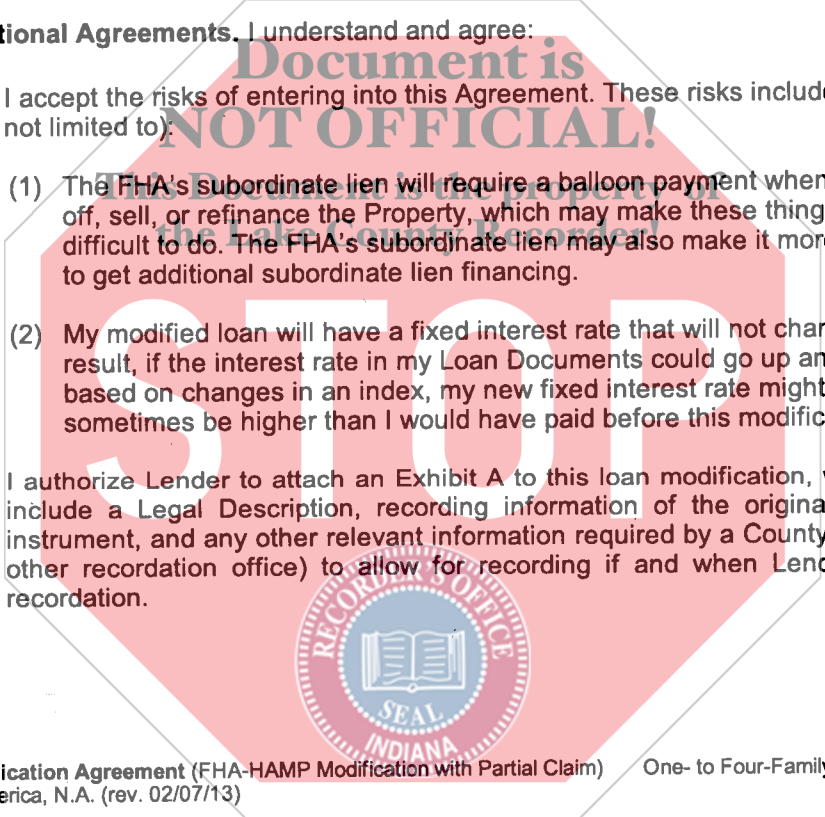 tional Agreements. I understand and agree:
Document is
I accept the risks of entering into this Agreement. These risks include
not limited to):
NOT OFFICIAL!
This Document is the property of
the Lake County Recorder!
(1) The FHA's subordinate lien will require a balloon payment when
off, sell, or refinance the Property, which may make these thing
difficult to do. The FHA's subordinate lien may also make it more
to get additional subordinate lien financing.
STOP
(2) My modified loan will have a fixed interest rate that will not chan
result, if the interest rate in my Loan Documents could go up an
based on changes in an index, my new fixed interest rate might
sometimes be higher than I would have paid before this modific
I authorize Lender to attach an Exhibit A to this loan modification,
include a Legal Description, recording information of the origina
instrument, and any other relevant information required by a County
other recordation office) to allow for recording if and when Lend
recordation.
RECORDER'S OFFICE
SEAL
INDIANA
ication Agreement (FHA-HAMP Modification with Partial Claim) One- to Four-Family
erica, N.A. (rev. 02/07/13)